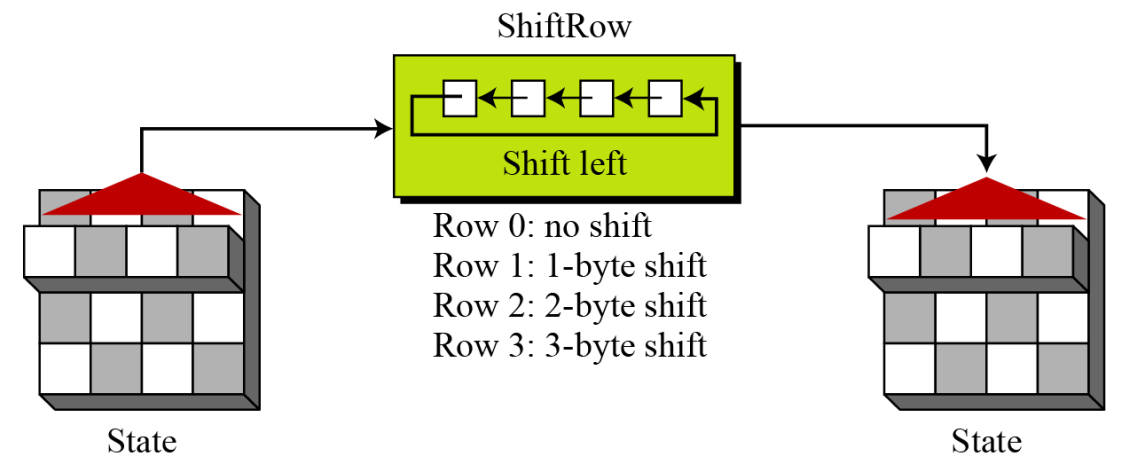 ShiftRow
Shift left
Row 0: no shift
Row 1: 1-byte shift
Row 2: 2-byte shift
Row 3: 3-byte shift
State
State